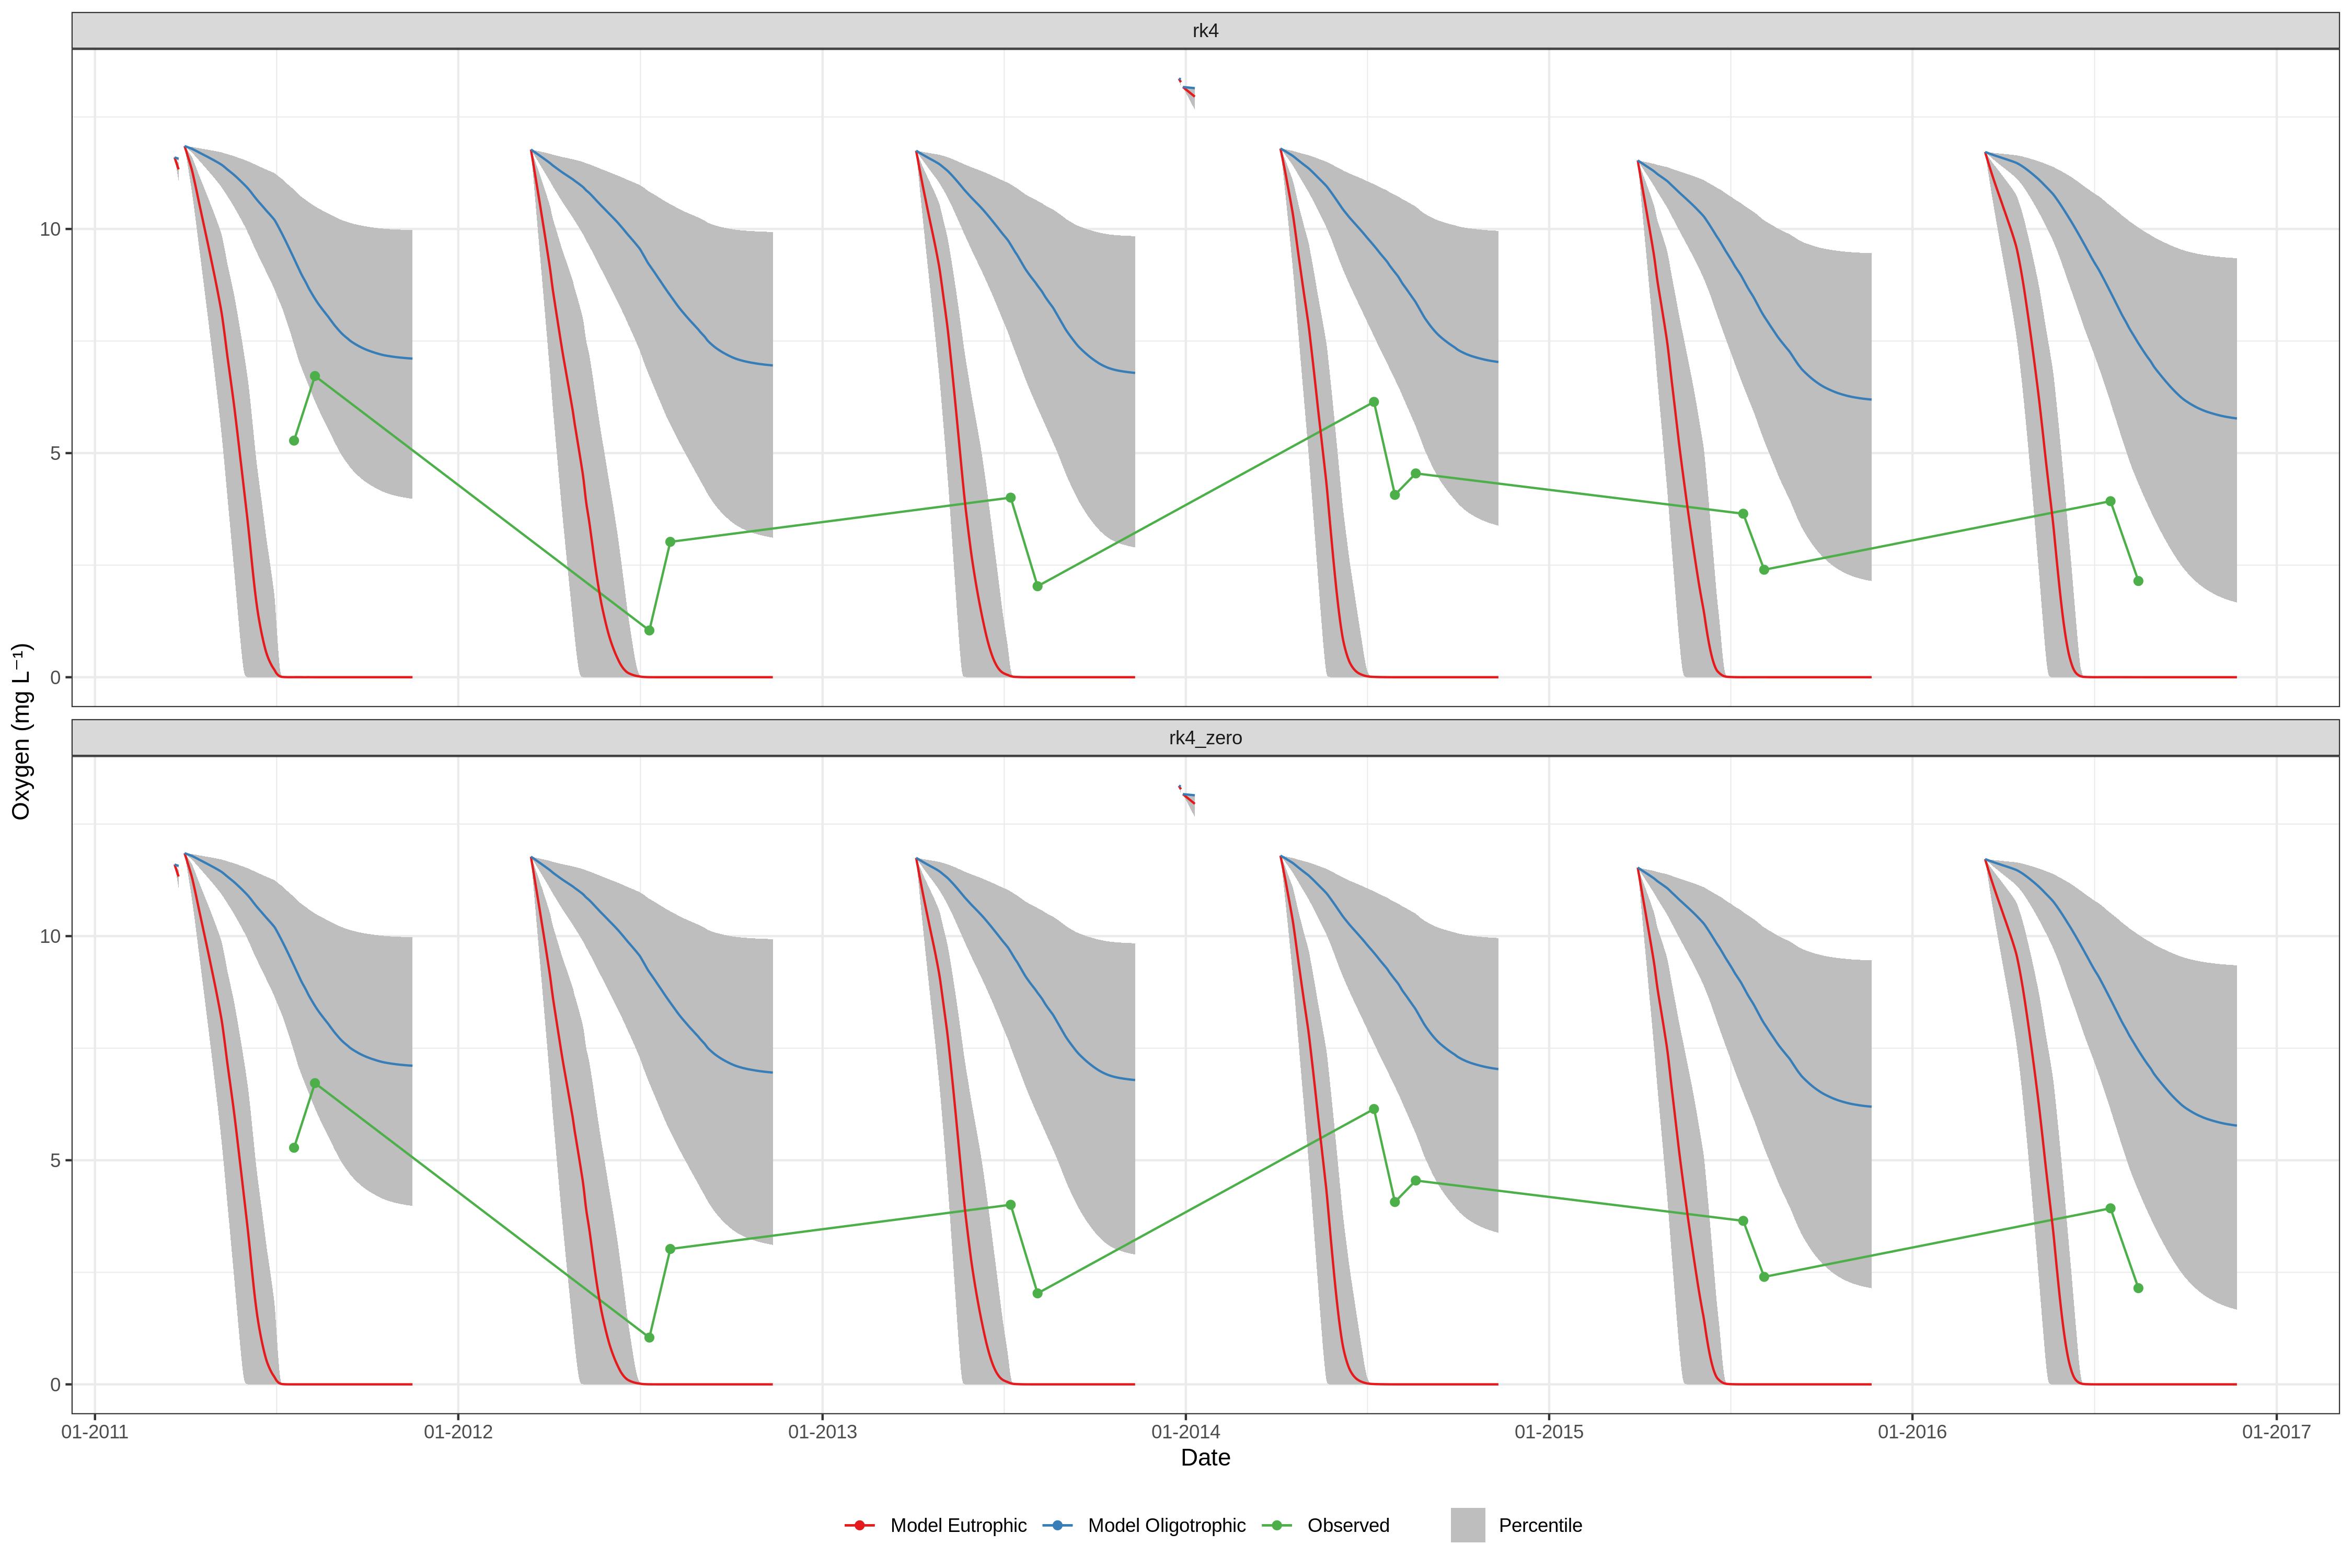 rk4
10
5
0
rk4_zero
10
5
0
Oxygen (mg L⁻¹)
01-2011 01-2012 01-2013 01-2014 01-2015 01-2016 01-2017
Date
Model Eutrophic Model Oligotrophic Observed Percentile